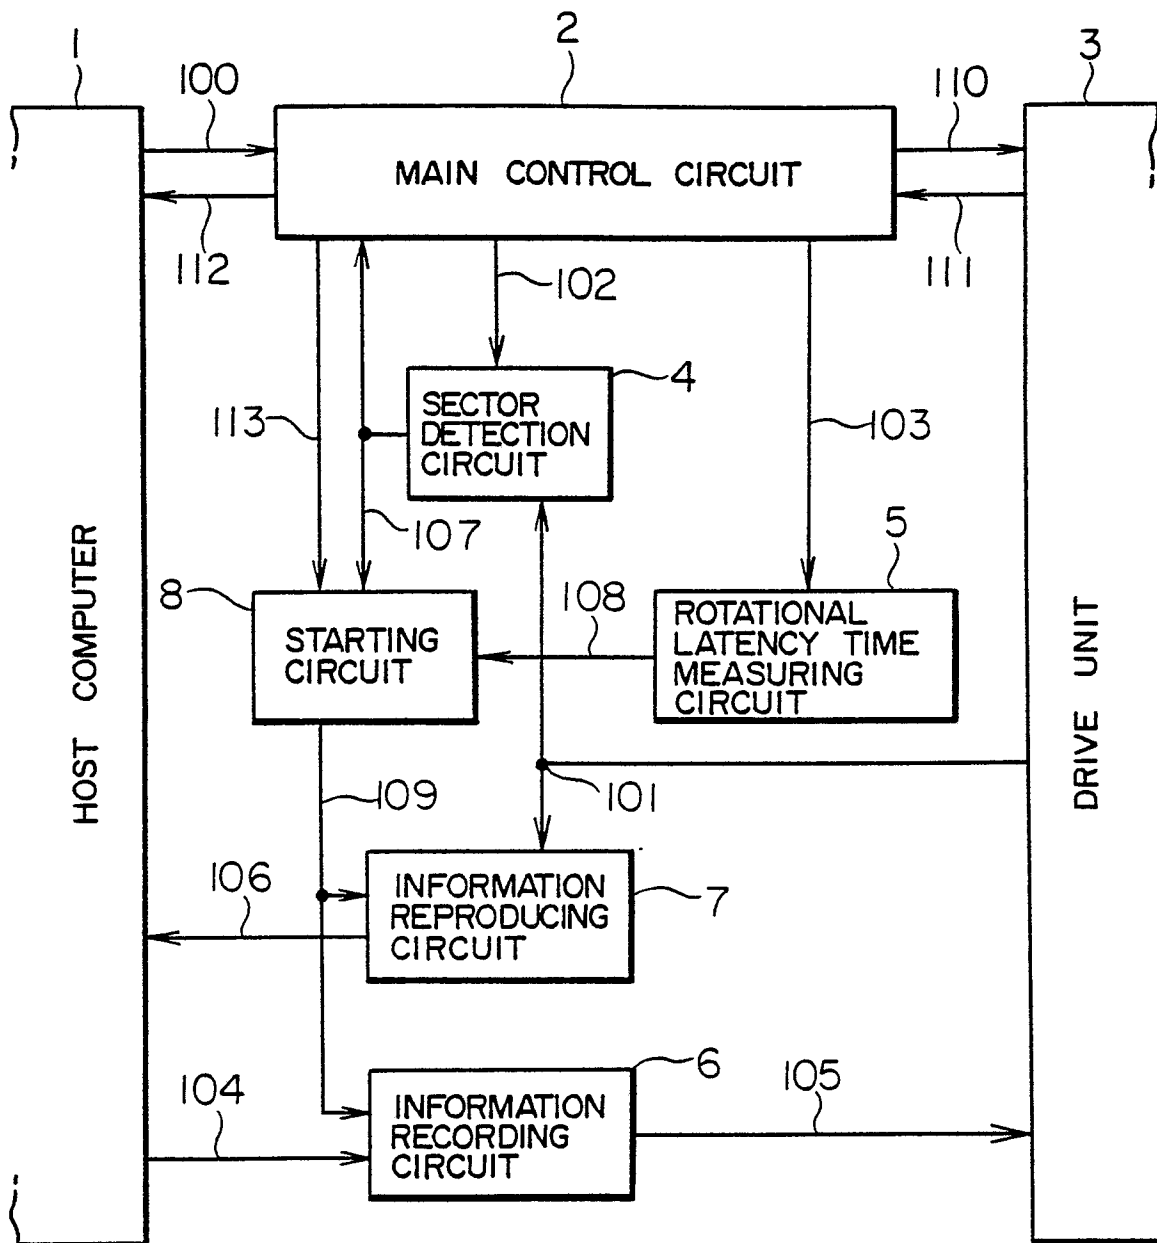 1
2
3
100
110
MAIN CONTROL CIRCUIT
112
111
102
4
SECTOR
DETECTION
CIRCUIT
113
103
107
5
8
108
STARTING
CIRCUIT
ROTATIONAL
LATENCY TIME
MEASURING
CIRCUIT
HOST COMPUTER
DRIVE UNIT
109
101
106
INFORMATION
REPRODUCING
CIRCUIT
7
6
104
105
INFORMATION
RECORDING
CIRCUIT